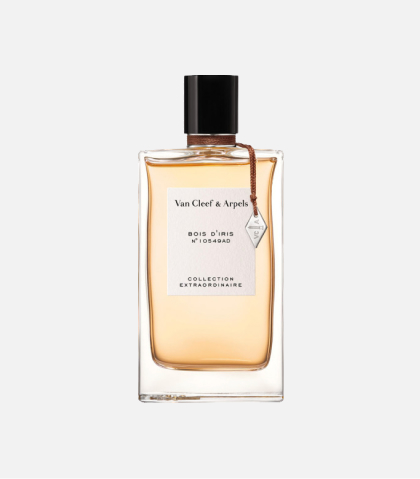 Van Cleef & Arpels
BOIS D'IRIS
N°10549AD
COLLECTION
EXTRAORDINAIRE